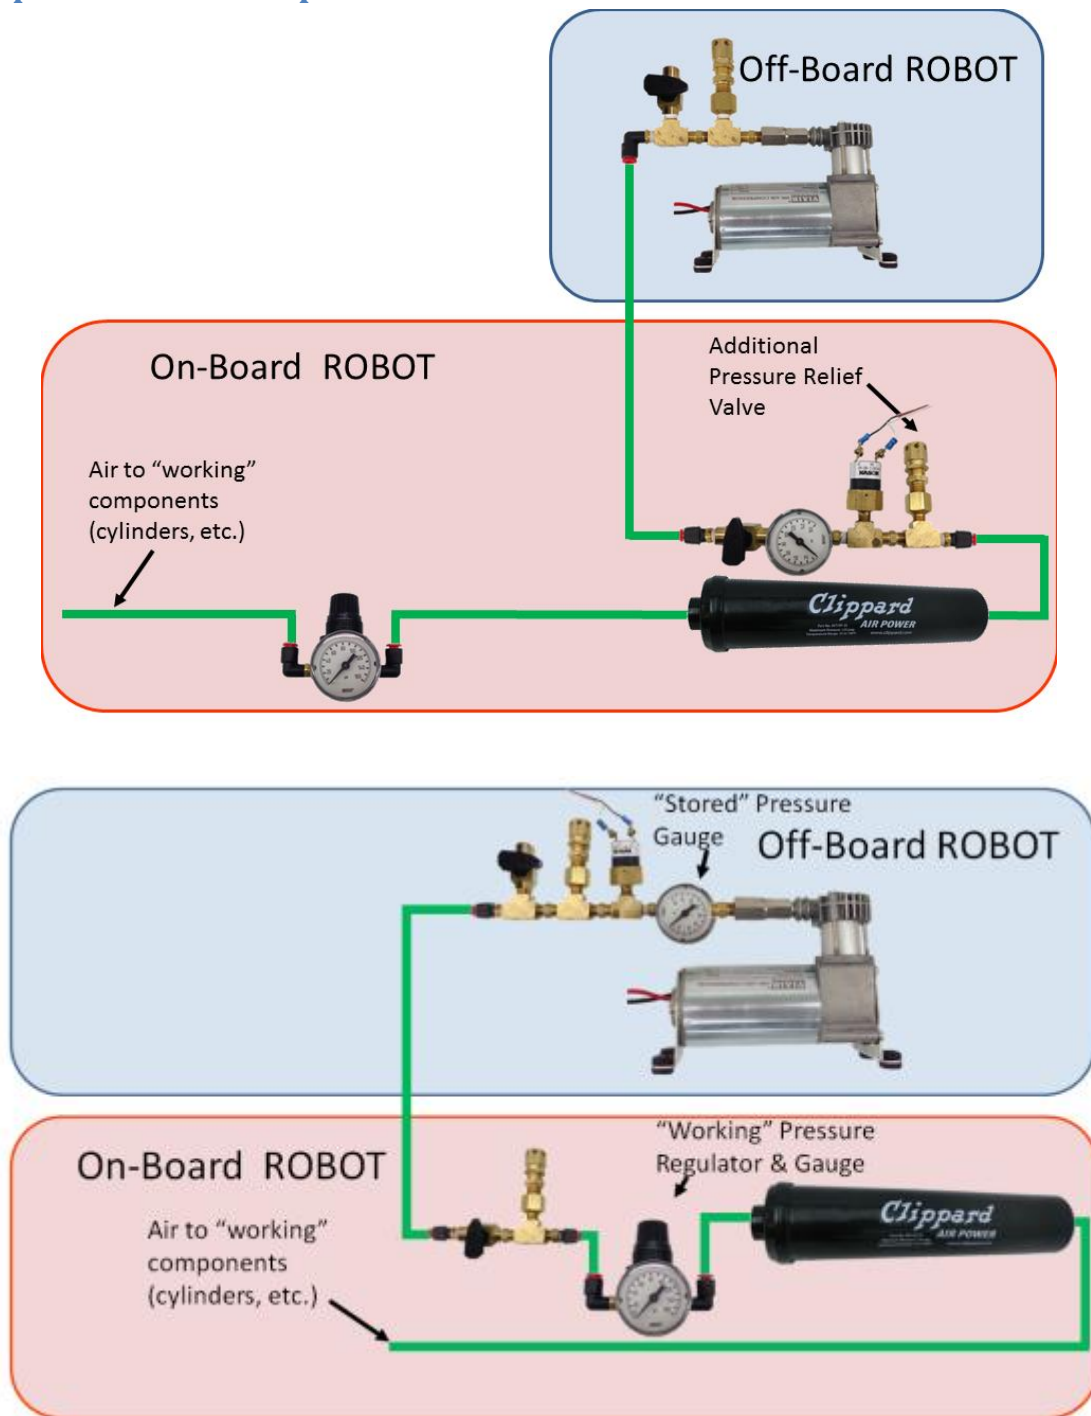 Off-Board ROBOT
On-Board ROBOT
Additional
Pressure Relief
Valve
Air to “working”
components
(cylinders, etc.)
Clippard
AIR POWER
“Stored” Pressure
Gauge
Off-Board ROBOT
On-Board ROBOT
“Working” Pressure
Regulator & Gauge
Air to “working”
components
(cylinders, etc.)
Clippard
AIR POWER